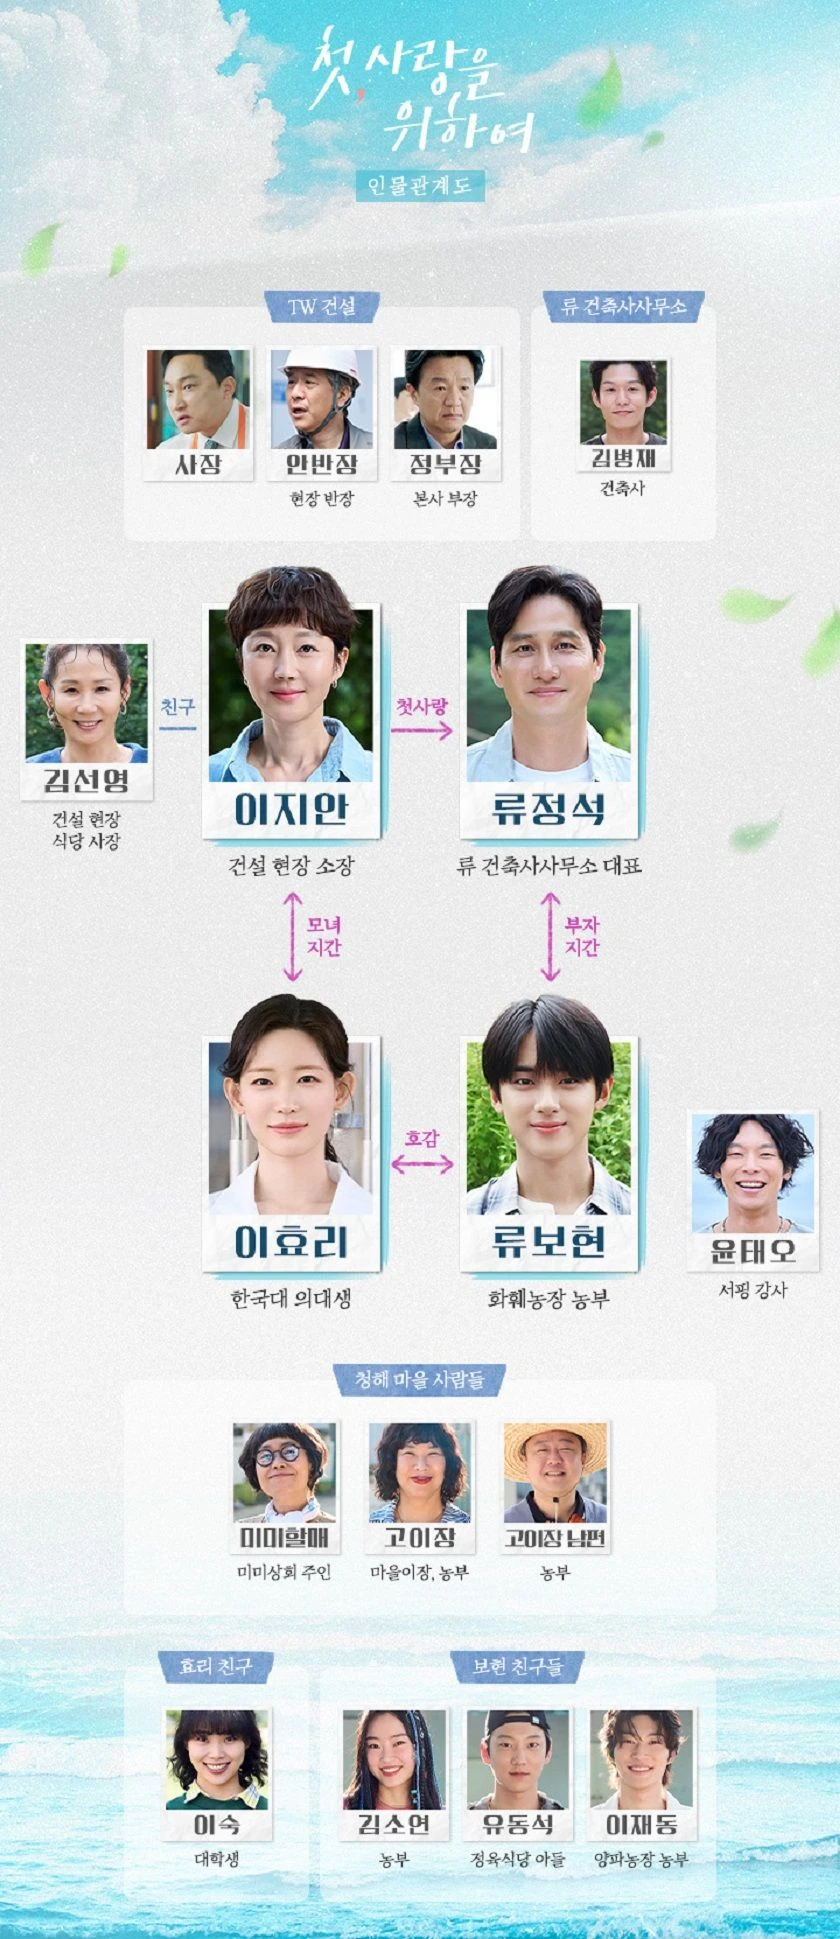 첫, 사랑을
위하여
인물관계도
TW 건설
류 건축사사무소
사장
안반장
정부장
김병재
현장 반장
본사 부장
건축사
김선영
건설 현장
식당 사장
친구
이지안
건설 현장 소장
첫사랑
류정석
류 건축사사무소 대표
모녀
지간
부자
지간
이효리
한국대 의대생
호감
류보현
화훼농장 농부
윤태오
서핑 강사
청해 마을 사람들
미미할매
고이장
고이장 남편
미미상회 주인
마을이장, 농부
농부
효리 친구
보현 친구들
이숙
김소연
유동석
이재동
대학생
농부
정육식당 아들
양파농장 농부